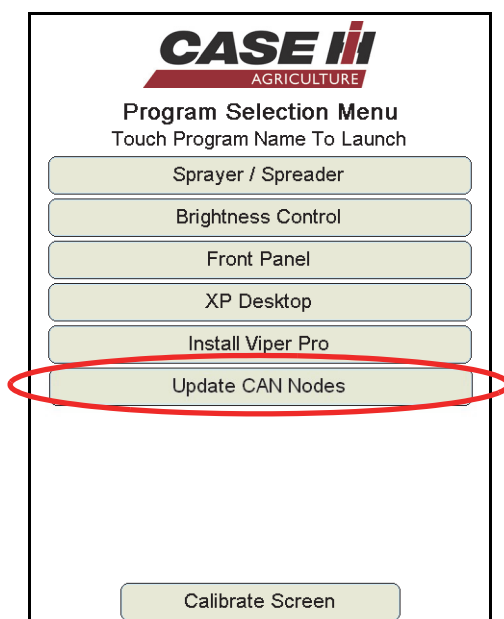 CASE IH
AGRICULTURE
Program Selection Menu
Touch Program Name To Launch
Sprayer / Spreader
Brightness Control
Front Panel
XP Desktop
Install Viper Pro
Update CAN Nodes
Calibrate Screen